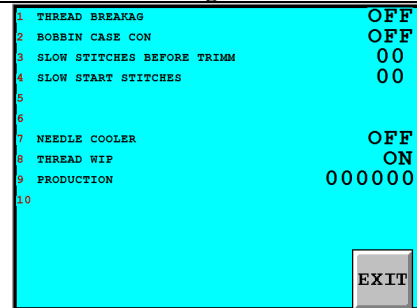 1 THREAD BREAKAG OFF
2 BOBBIN CASE CON OFF
3 SLOW STITCHES BEFORE TRIMM 00
4 SLOW START STITCHES 00
5
6
7 NEEDLE COOLER OFF
8 THREAD WIP ON
9 PRODUCTION 000000
10
EXIT